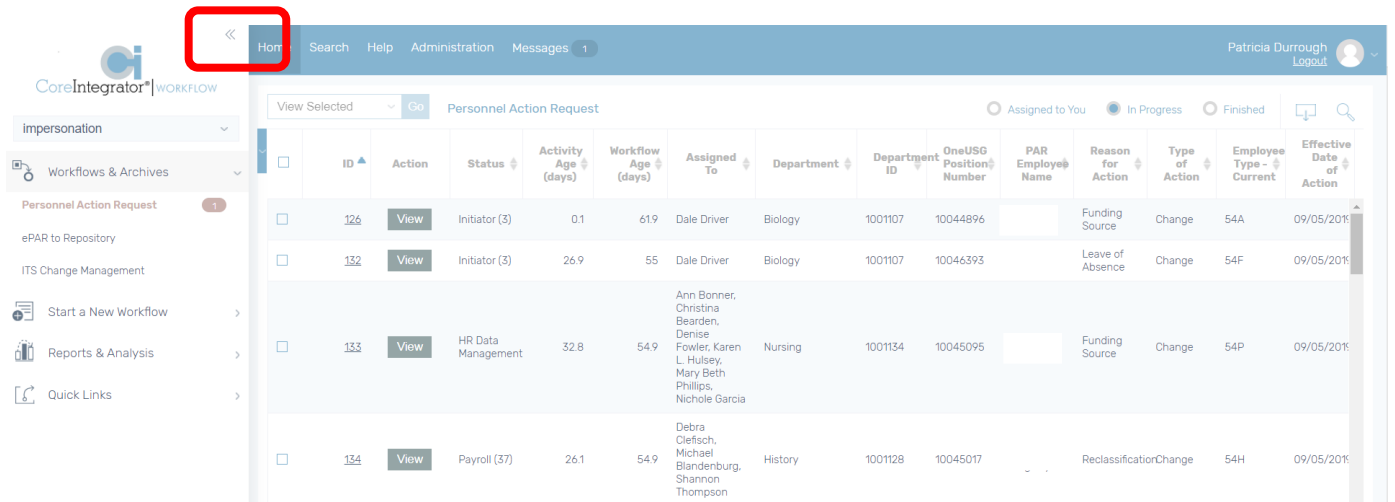 Home Search Help Administration Messages 1
Patricia Durrough
Logout
Ci
CoreIntegrator® WORKFLOW
impersonation
Workflows & Archives
Personnel Action Request 1
ePAR to Repository
ITS Change Management
Start a New Workflow
Reports & Analysis
Quick Links
View Selected Go Personnel Action Request Assigned to You In Progress Finished
ID Action Status Activity Age (days) Workflow Age (days) Assigned To Department Department ID OneUSG Position Number PAR Employee Name Reason for Action Type of Action Employee Type - Current Effective Date of Action
126 View Initiator (3) 0.1 61.9 Dale Driver Biology 1001107 10044896 Funding Source Change 54A 09/05/2019
132 View Initiator (3) 26.9 55 Dale Driver Biology 1001107 10046393 Leave of Absence Change 54F 09/05/2019
133 View HR Data Management 32.8 54.9 Ann Bonner, Christina Bearden, Denise Fowler, Karen L. Hulsey, Mary Beth Phillips, Nichole Garcia Nursing 1001134 10045095 Funding Source Change 54P 09/05/2019
134 View Payroll (37) 26.1 54.9 Debra Clefisch, Michael Blandenburg, Shannon Thompson History 1001128 10045017 Reclassification Change 54H 09/05/2019